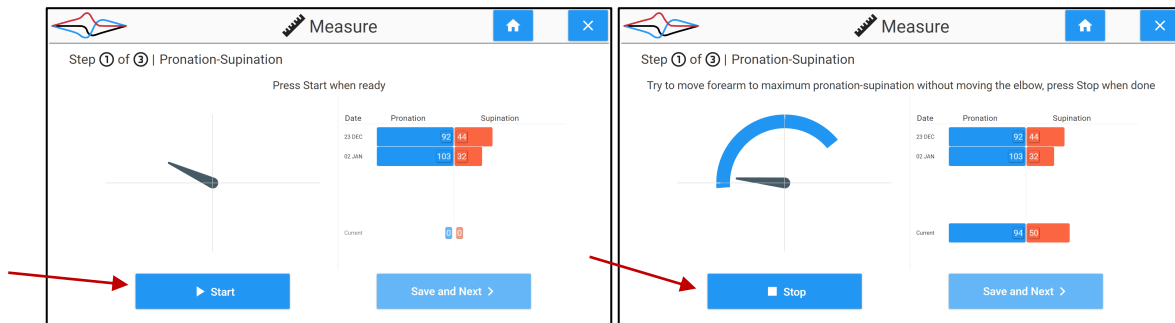 Measure
Step 1 of 3 | Pronation-Supination
Press Start when ready
Date Pronation Supination
23 DEC 92 44
02 JAN 103 32
Current 0 0
Start
Save and Next
Measure
Step 1 of 3 | Pronation-Supination
Try to move forearm to maximum pronation-supination without moving the elbow, press Stop when done
Date Pronation Supination
23 DEC 92 44
02 JAN 103 32
Current 94 50
Stop
Save and Next